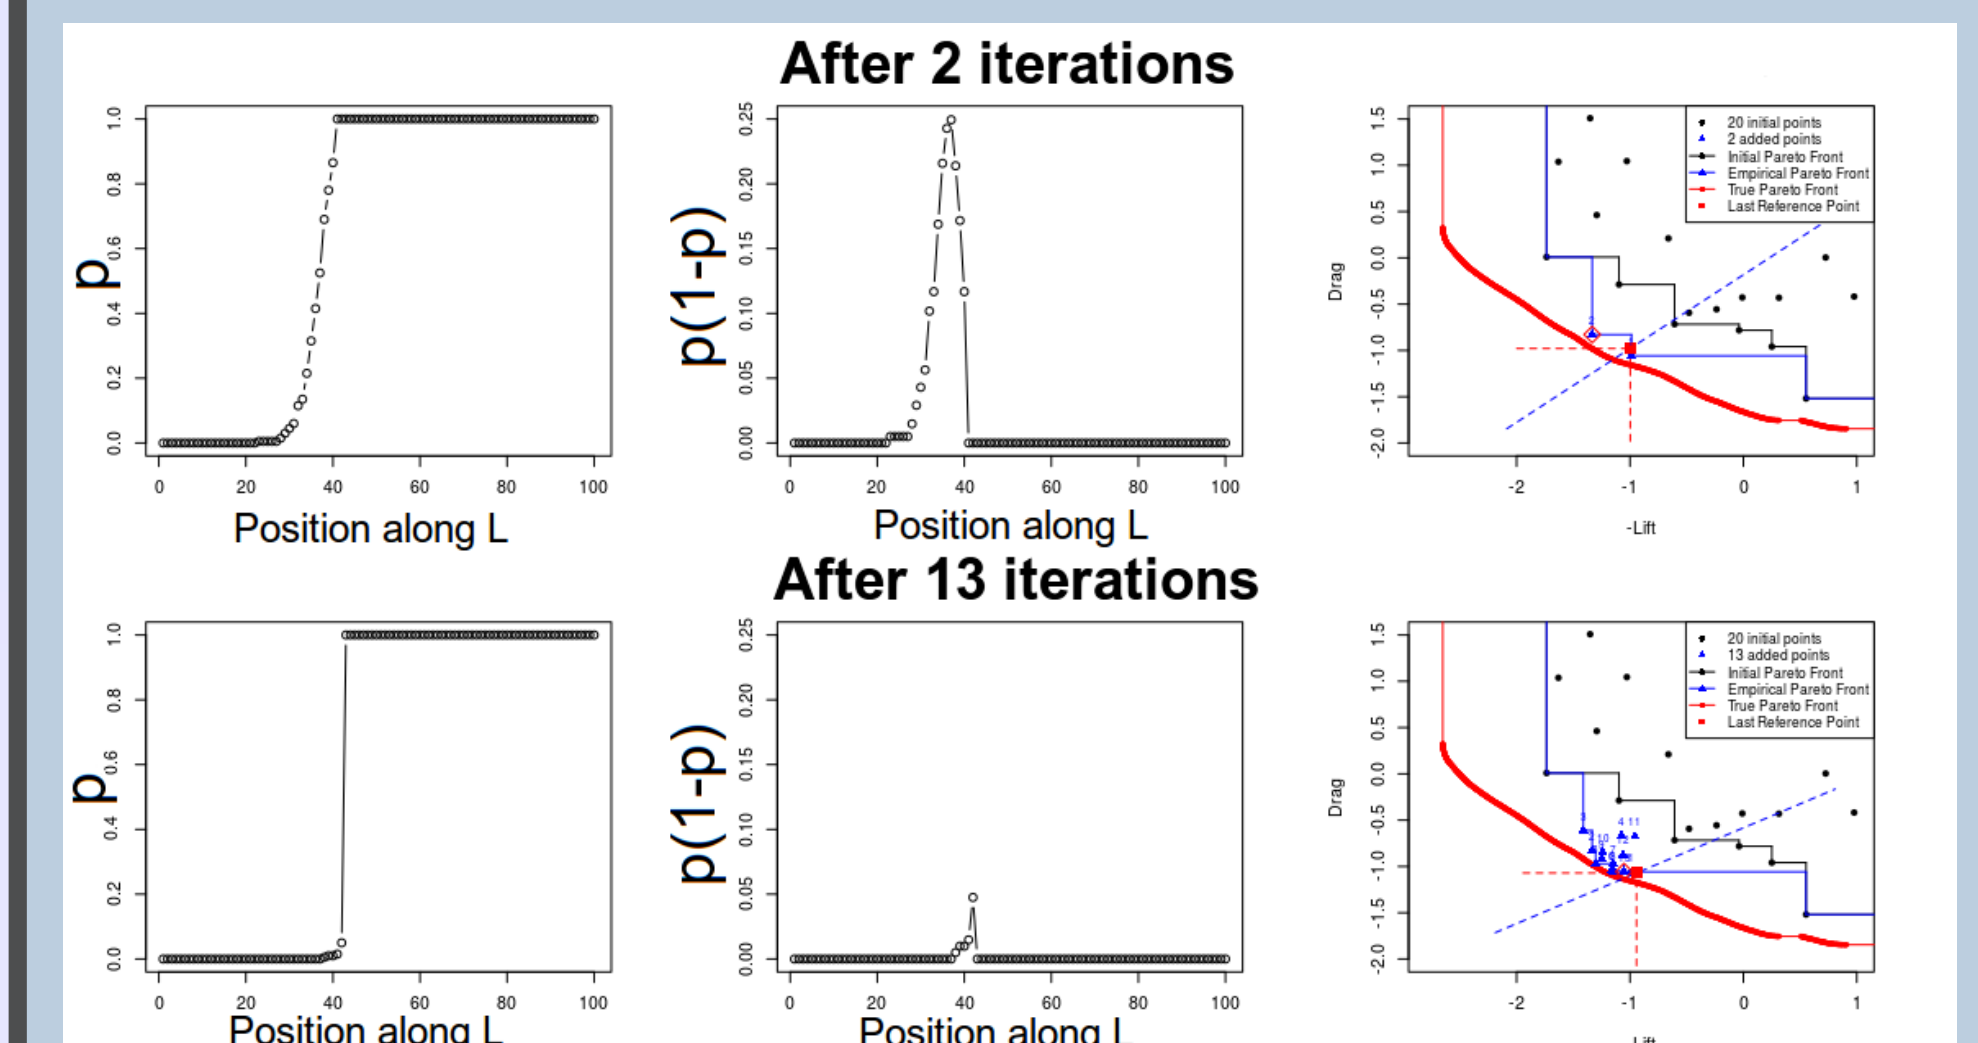 After 2 iterations
p
0.0 0.2 0.4 0.6 0.8 1.0
0 20 40 60 80 100
Position along L
p(1-p)
0.00 0.05 0.10 0.15 0.20 0.25
0 20 40 60 80 100
Position along L
Drag
-2.0 -1.5 -1.0 -0.5 0.0 0.5 1.0 1.5
20 initial points
2 added points
Initial Pareto Front
Empirical Pareto Front
True Pareto Front
Last Reference Point
2
-2 -1 0 1
-Lift
After 13 iterations
p
0.0 0.2 0.4 0.6 0.8 1.0
0 20 40 60 80 100
Position along L
p(1-p)
0.00 0.05 0.10 0.15 0.20 0.25
0 20 40 60 80 100
Position along L
Drag
-2.0 -1.5 -1.0 -0.5 0.0 0.5 1.0 1.5
20 initial points
13 added points
Initial Pareto Front
Empirical Pareto Front
True Pareto Front
Last Reference Point
3
4 11
10
12
-2 -1 0 1
-Lift